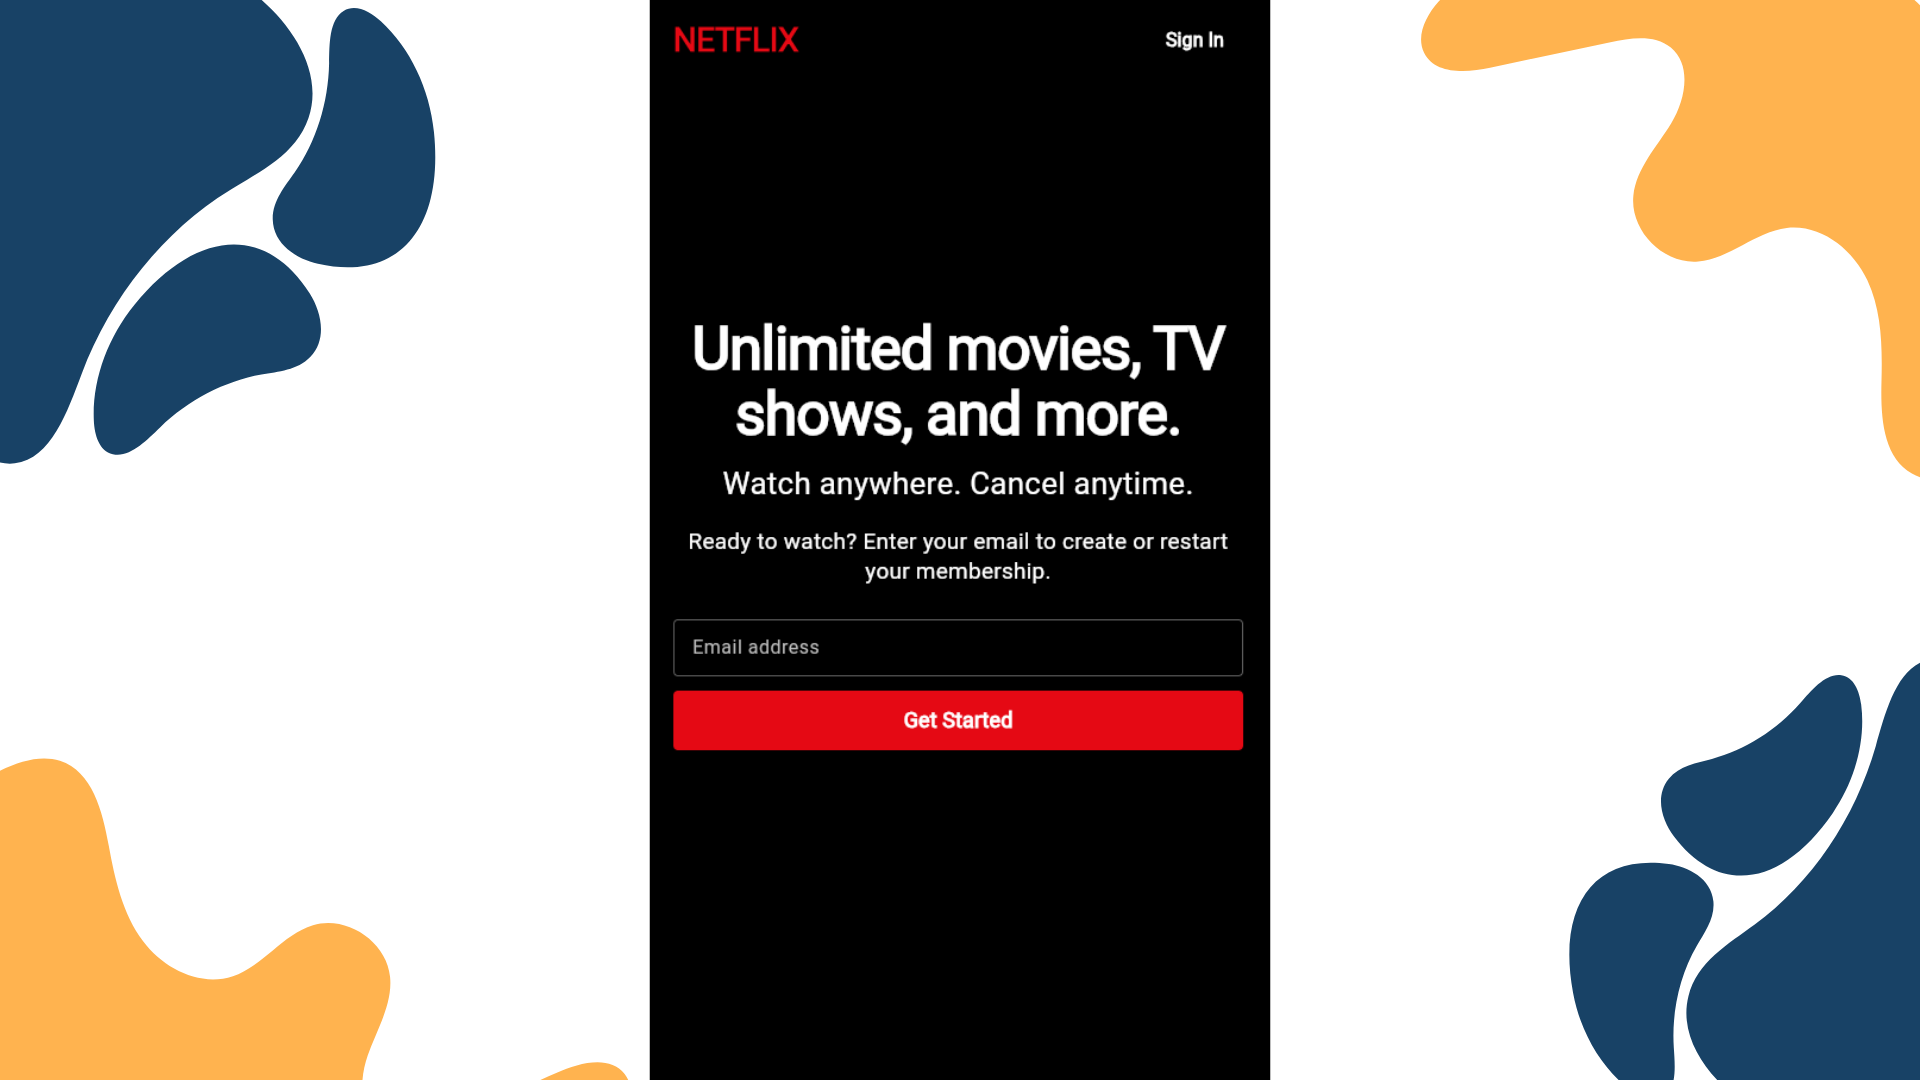 NETFLIX
Sign In
Unlimited movies, TV
shows, and more.
Watch anywhere. Cancel anytime.
Ready to watch? Enter your email to create or restart
your membership.
Email address
Get Started